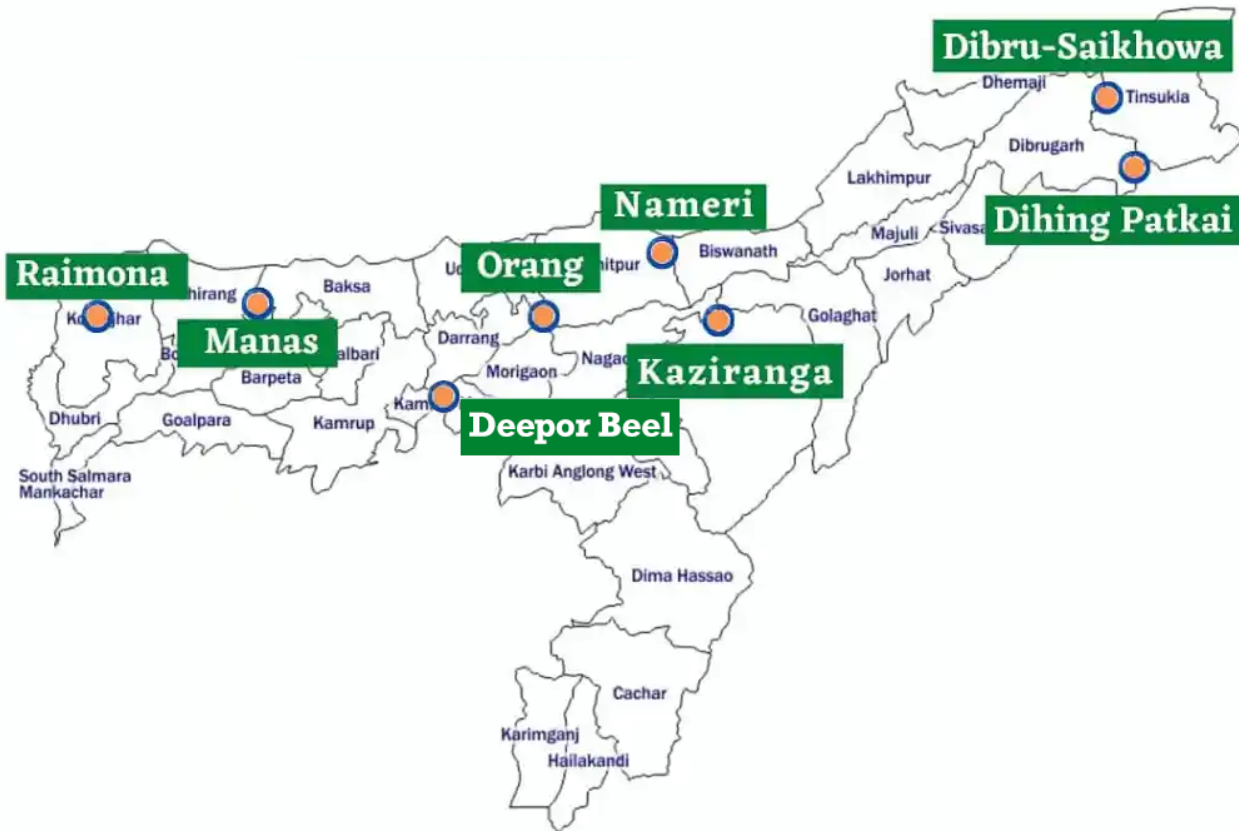 Dibru-Saikhowa
Dhemaji
Tinsukia
Dibrugarh
Lakhimpur
Nameri
Dihing Patkai
Majuli
Biswanath
Orang
Jorhat
Raimona
Baksa
Golaghat
Manas
Darrang
Kaziranga
Morigaon
Barpeta
Deepor Beel
Dhubri
Goalpara
Kamrup
Karbi Anglong West
South Salmara
Mankachar
Dima Hassao
Cachar
Karimganj
Hailakandi